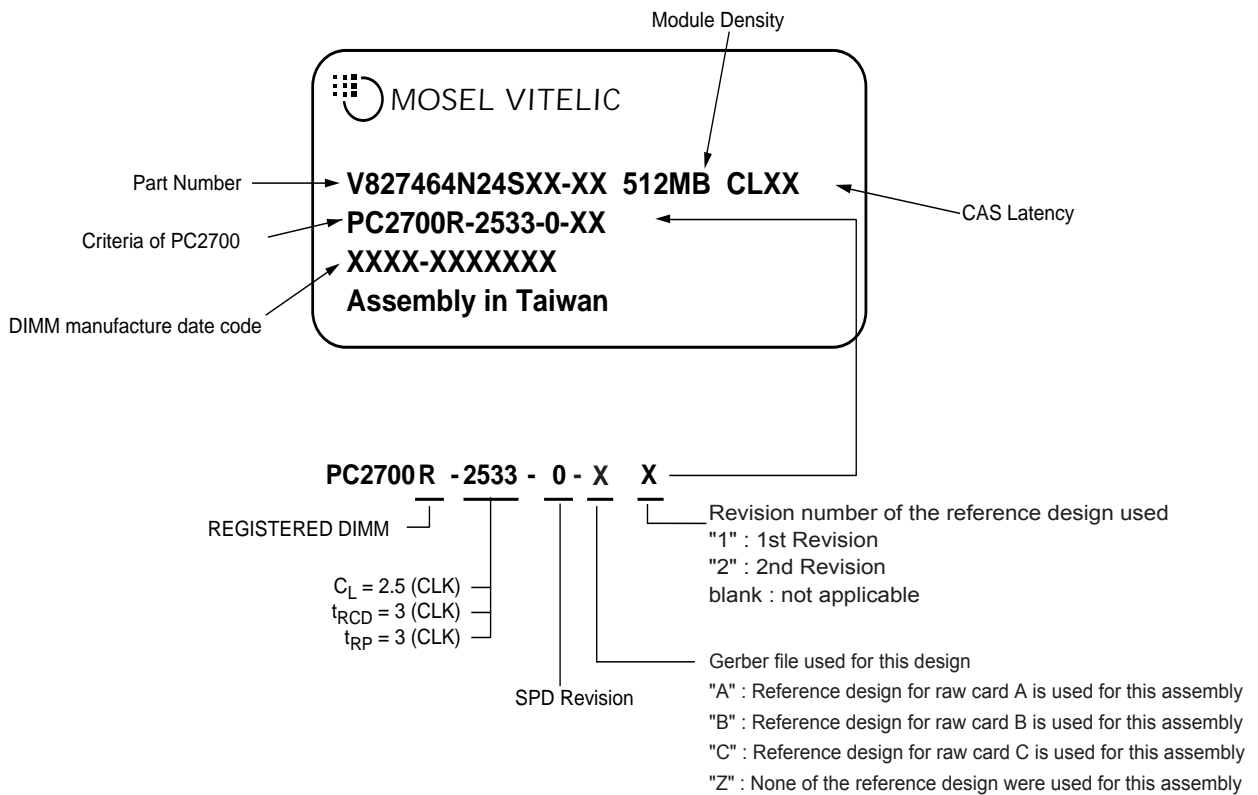 Module Density
MOSEL VITELIC
Part Number
V827464N24SXX-XX 512MB CLXX
CAS Latency
Criteria of PC2700
PC2700R-2533-0-XX
XXXX-XXXXXXX
DIMM manufacture date code
Assembly in Taiwan
PC2700 R - 2533 - 0 - X X
REGISTERED DIMM
CL = 2.5 (CLK)
tRCD = 3 (CLK)
tRP = 3 (CLK)
SPD Revision
Revision number of the reference design used
"1" : 1st Revision
"2" : 2nd Revision
blank : not applicable
Gerber file used for this design
"A" : Reference design for raw card A is used for this assembly
"B" : Reference design for raw card B is used for this assembly
"C" : Reference design for raw card C is used for this assembly
"Z" : None of the reference design were used for this assembly